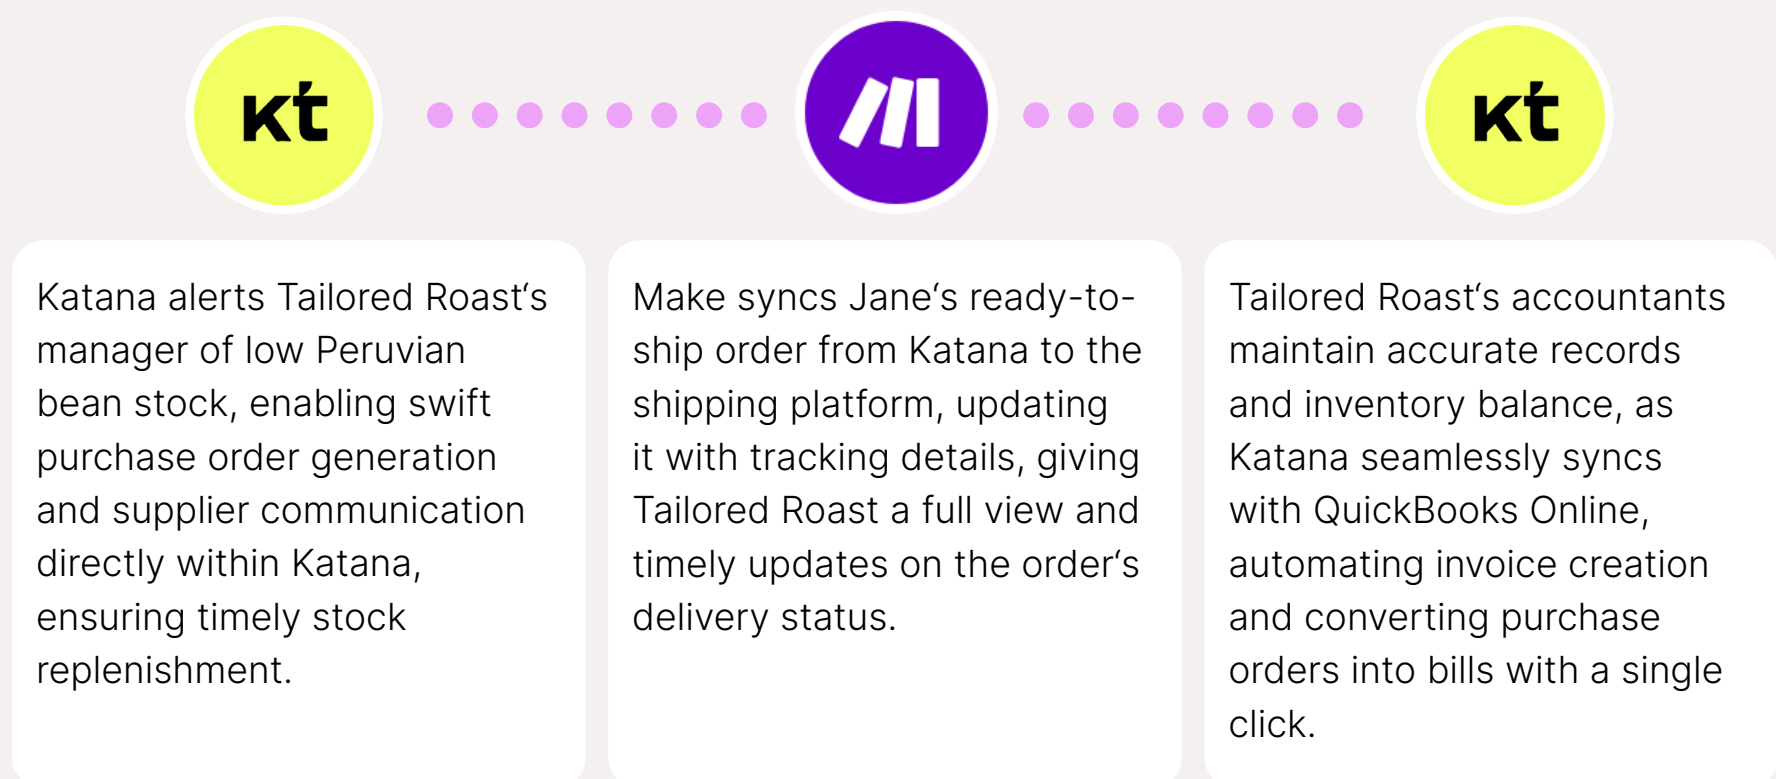 kt
kt
Katana alerts Tailored Roast‘s
manager of low Peruvian
bean stock, enabling swift
purchase order generation
and supplier communication
directly within Katana,
ensuring timely stock
replenishment.
Make syncs Jane‘s ready-to-
ship order from Katana to the
shipping platform, updating
it with tracking details, giving
Tailored Roast a full view and
timely updates on the order‘s
delivery status.
Tailored Roast‘s accountants
maintain accurate records
and inventory balance, as
Katana seamlessly syncs
with QuickBooks Online,
automating invoice creation
and converting purchase
orders into bills with a single
click.